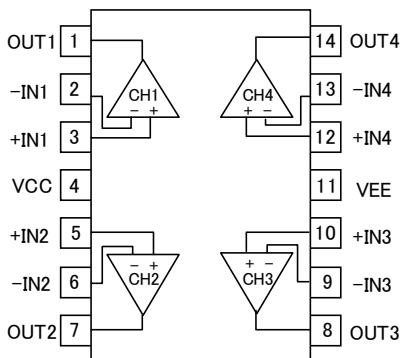 OUT1 1 14 OUT4
-IN1 2 CH1 CH4 13 -IN4
- + + -
+IN1 3 12 +IN4
VCC 4 11 VEE
+IN2 5 10 +IN3
- + + -
-IN2 6 CH2 CH3 9 -IN3
OUT2 7 8 OUT3